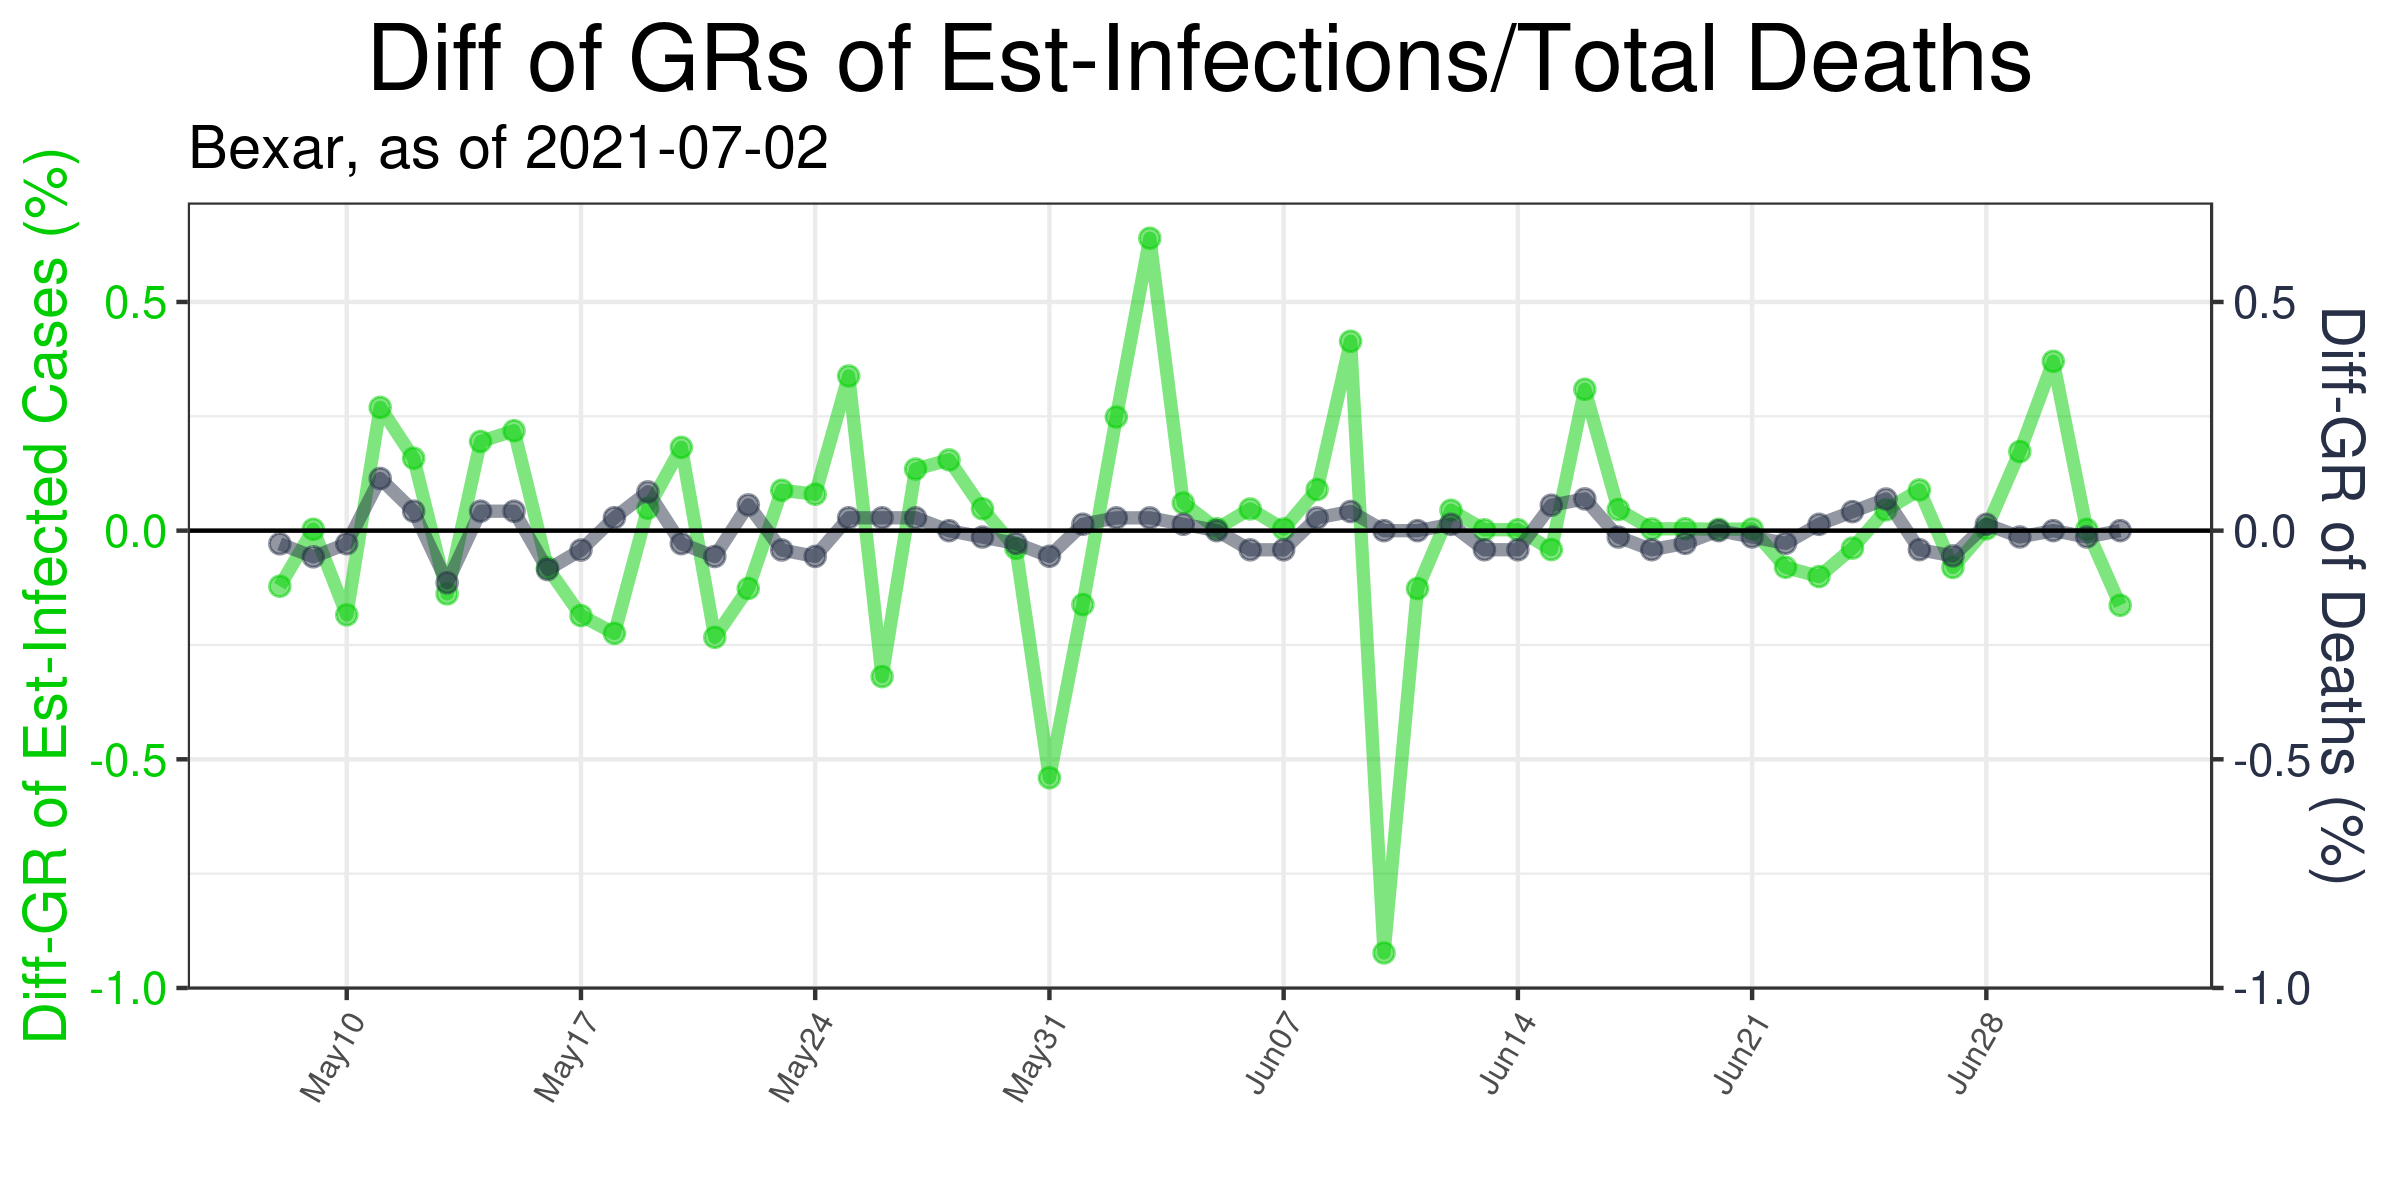 Diff of GRs of Est-Infections/Total Deaths
Bexar, as of 2021-07-02
Diff-GR of Est-Infected Cases (%)
0.5
0.0
-0.5
-1.0
0.5
0.0
-0.5
-1.0
Diff-GR of Deaths (%)
May10
May17
May24
May31
Jun07
Jun14
Jun21
Jun28